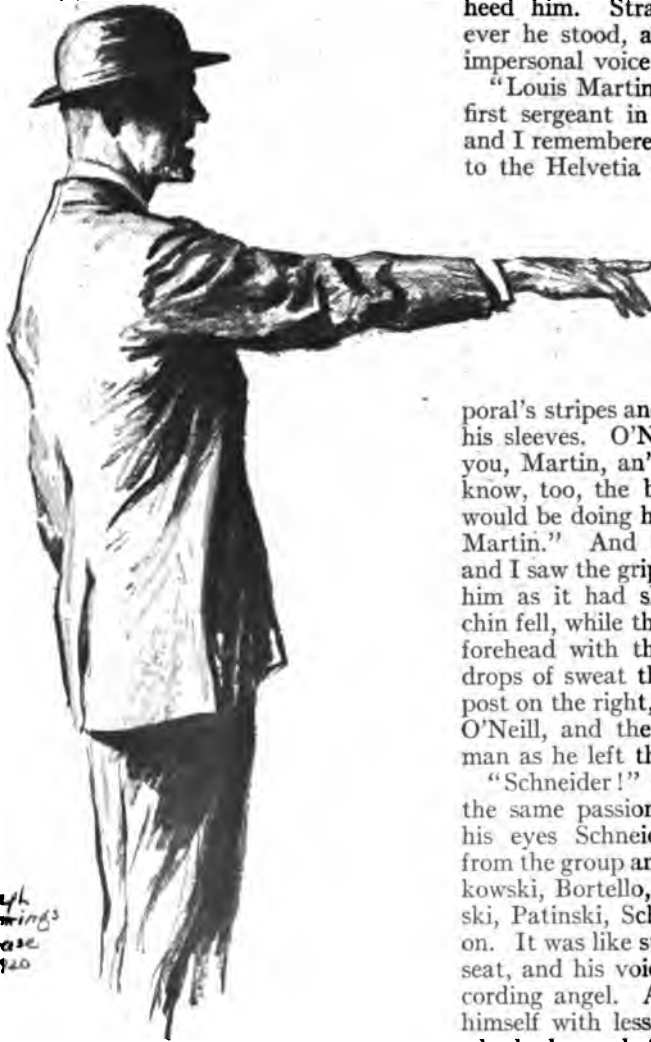 heed him. Stra
ever he stood, a
impersonal voice
"Louis Martin
first sergeant in
and I remembere
to the Helvetia
poral's stripes an
his sleeves. O'N
you, Martin, an'
know, too, the b
would be doing h
Martin." And
and I saw the grip
him as it had s
chin fell, while th
forehead with th
drops of sweat th
post on the right,
O'Neill, and the
man as he left th
"Schneider!"
the same passion
his eyes Schneid
from the group an
kowski, Bortello,
ski, Patinski, Sch
on. It was like s
seat, and his voic
cording angel. A
himself with less